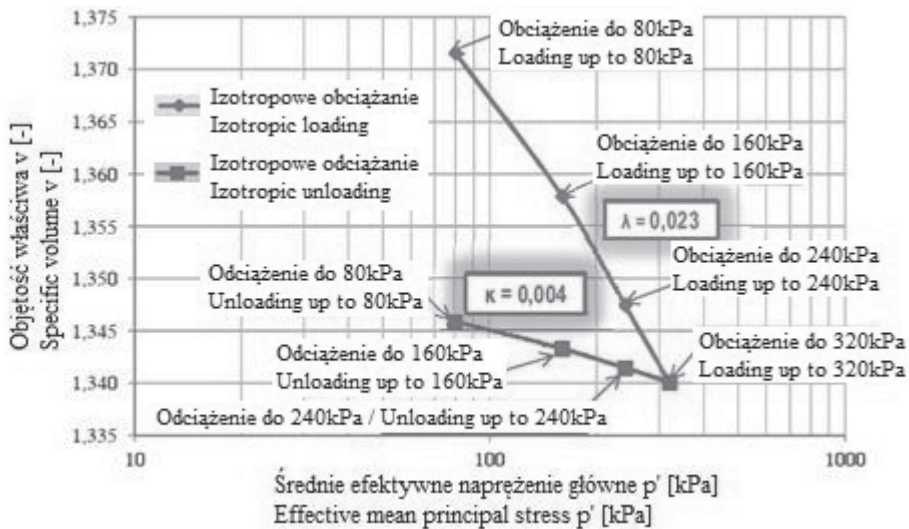 1,375
1,370
1,365
1,360
1,355
1,350
1,345
1,340
1,335
Objętość właściwa v [-]
Specific volume v [-]
Izotropowe obciążanie
Izotropic loading
Izotropowe odciążanie
Izotropic unloading
Obciążenie do 80kPa
Loading up to 80kPa
Obciążenie do 160kPa
Loading up to 160kPa
λ = 0,023
Obciążenie do 240kPa
Loading up to 240kPa
Odciążenie do 80kPa
Unloading up to 80kPa
κ = 0,004
Obciążenie do 320kPa
Loading up to 320kPa
Odciążenie do 160kPa
Unloading up to 160kPa
Odciążenie do 240kPa / Unloading up to 240kPa
10
100
1000
Średnie efektywne naprężenie główne p' [kPa]
Effective mean principal stress p' [kPa]